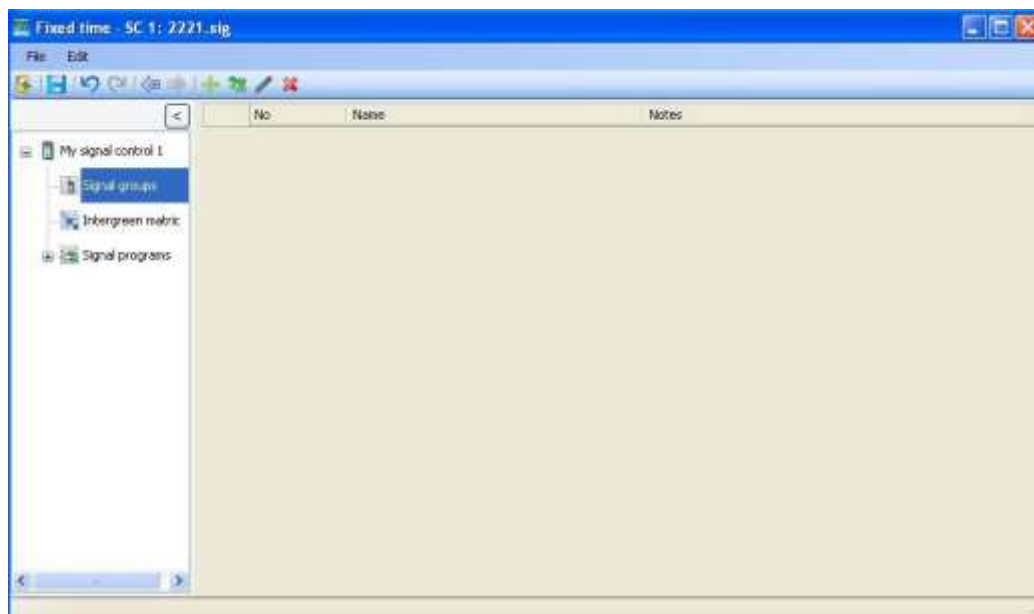 Fixed time - SC 1: 2221.sig
File Edit
< No Name Notes
My signal control 1
Signal groups
Intergreen matric
Signal programs